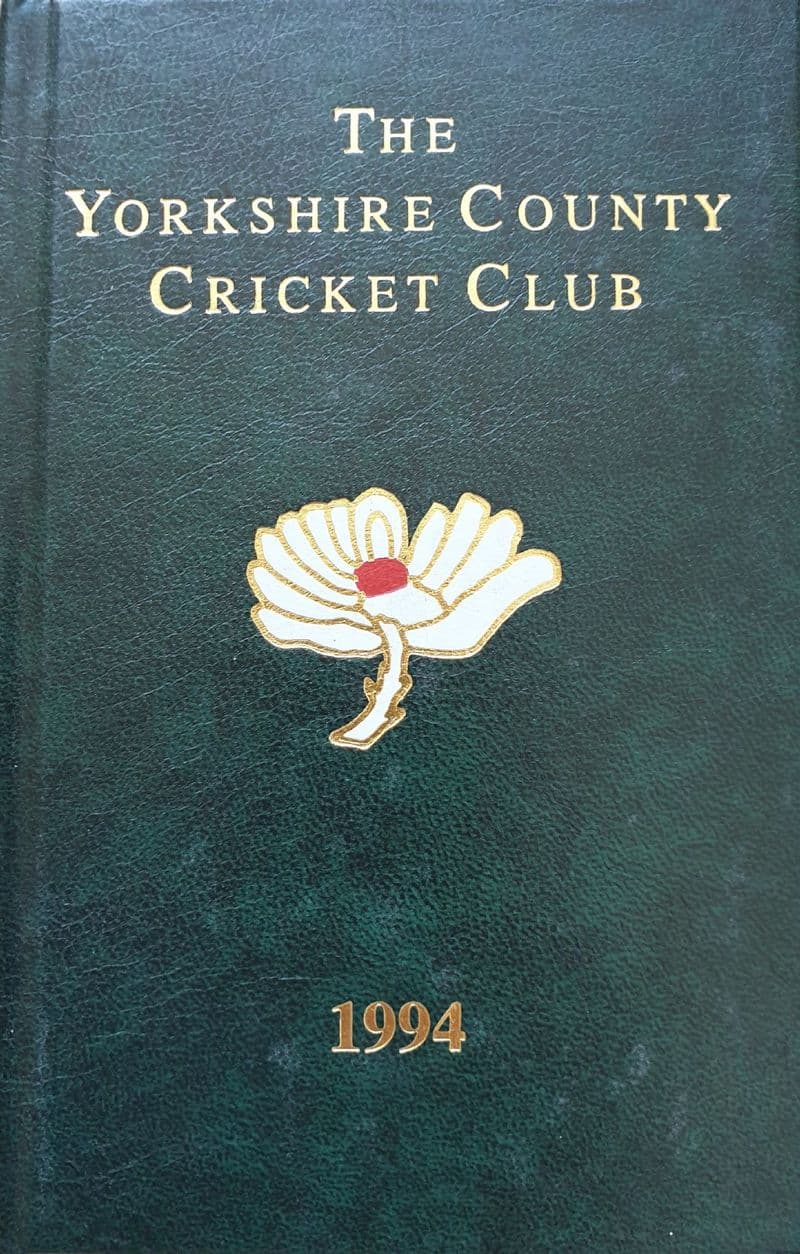 THE
YORKSHIRE COUNTY
CRICKET CLUB
1994